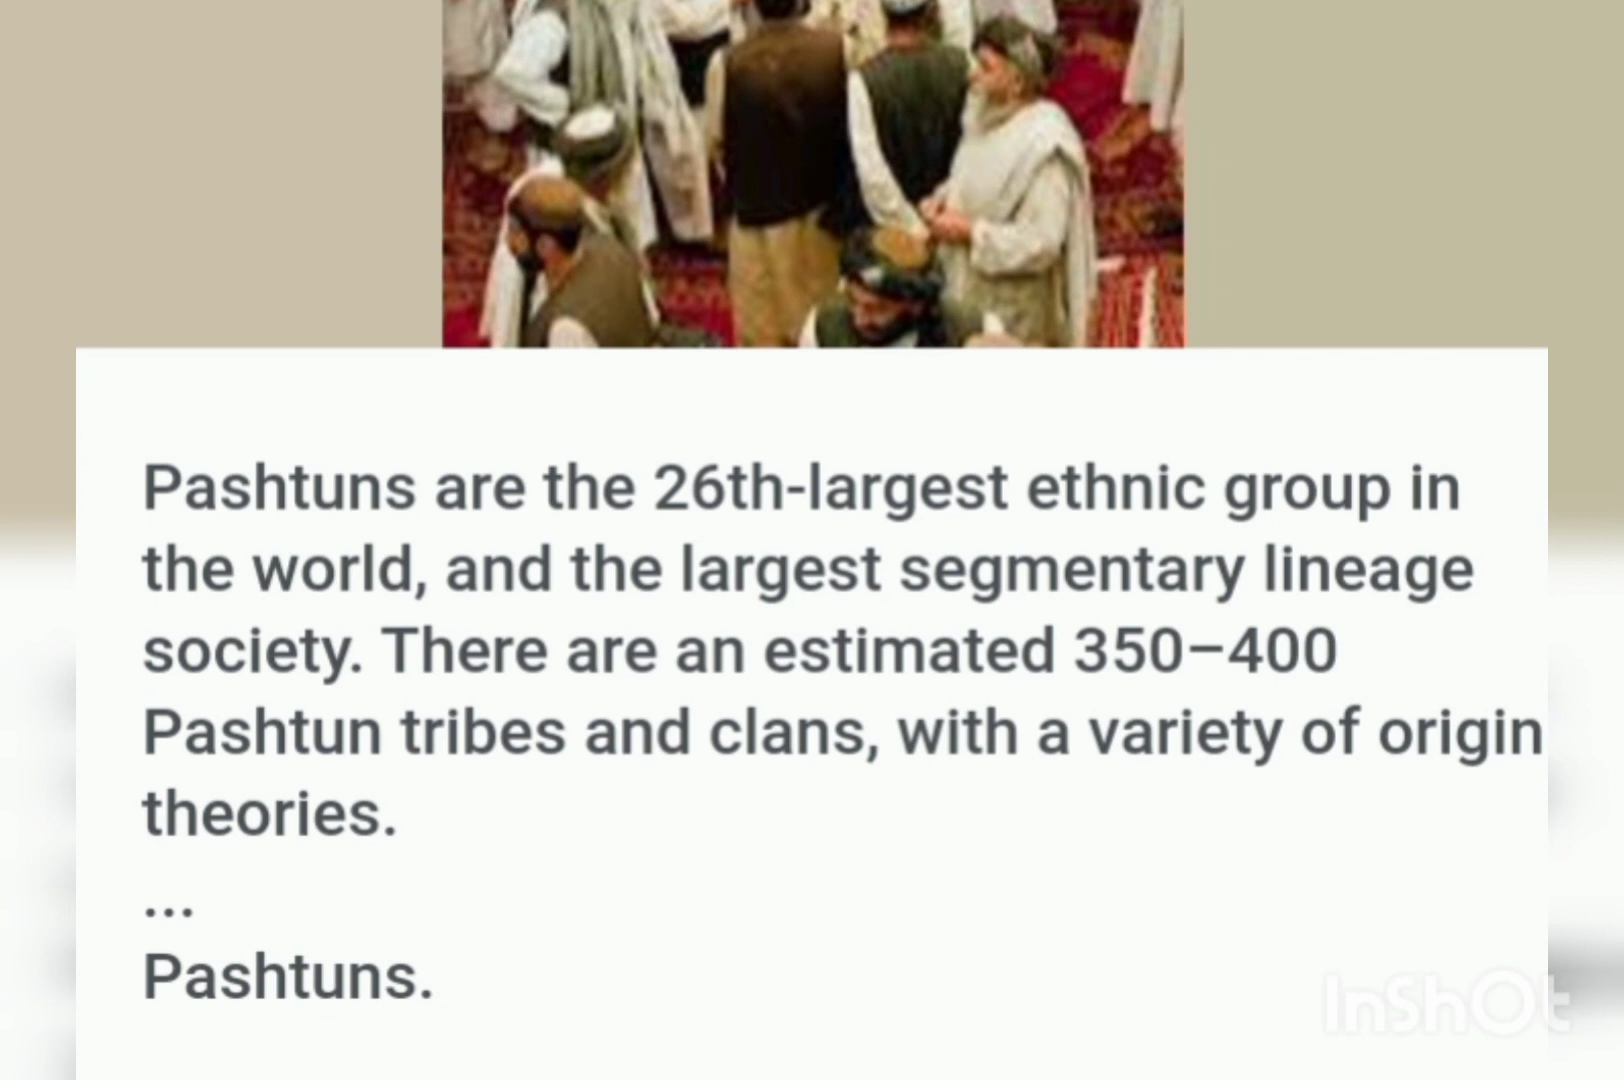 Pashtuns are the 26th-largest ethnic group in
the world, and the largest segmentary lineage
society. There are an estimated 350–400
Pashtun tribes and clans, with a variety of origin
theories.
...
Pashtuns.
InShOt